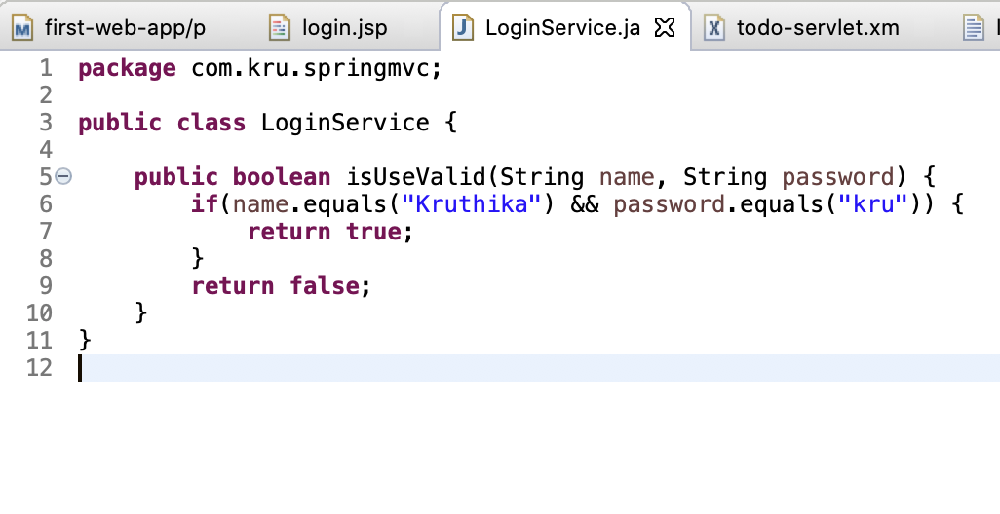 first-web-app/p login.jsp LoginService.ja todo-servlet.xm
1 package com.kru.springmvc;
2
3 public class LoginService {
4
5 public boolean isUseValid(String name, String password) {
6 if(name.equals("Kruthika") && password.equals("kru")) {
7 return true;
8 }
9 return false;
10 }
11 }
12